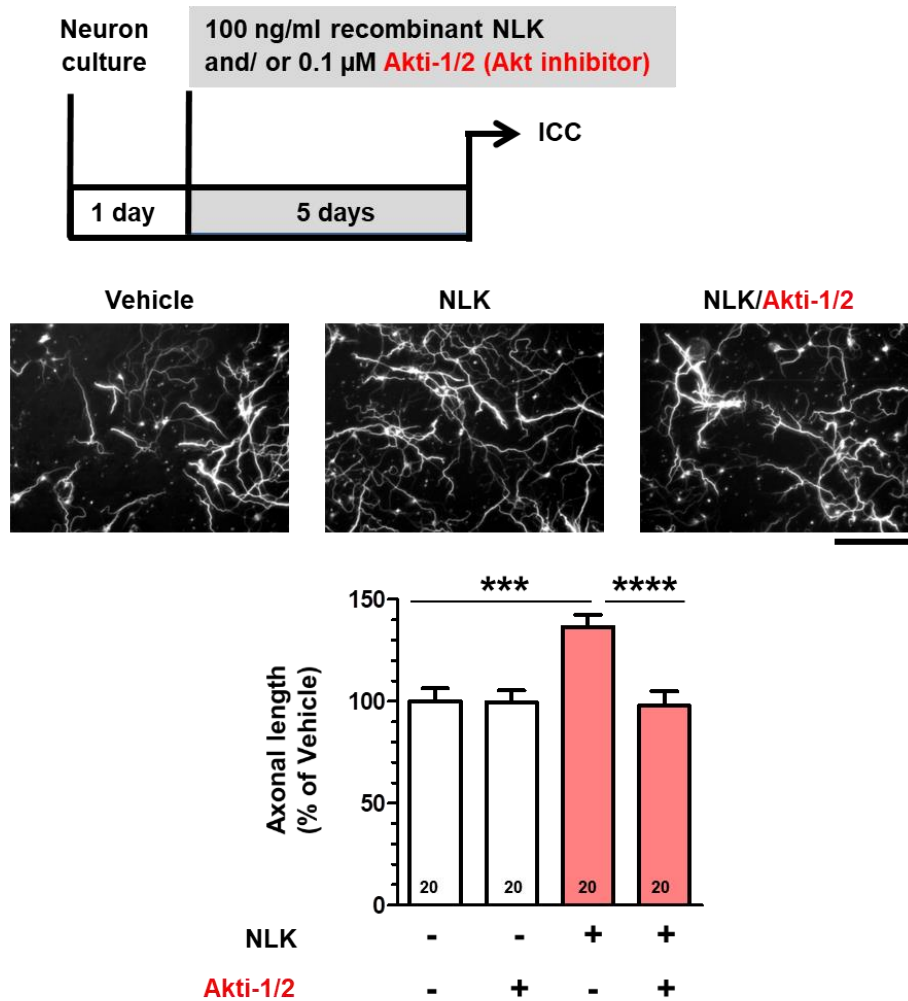 Neuron
culture
100 ng/ml recombinant NLK
and/ or 0.1 µM Akti-1/2 (Akt inhibitor)
ICC
1 day
5 days
Vehicle
NLK
NLK/Akti-1/2
Axonal length
(% of Vehicle)
150
100
50
0
***
****
20
20
20
20
NLK - - + +
Akti-1/2 - + - +